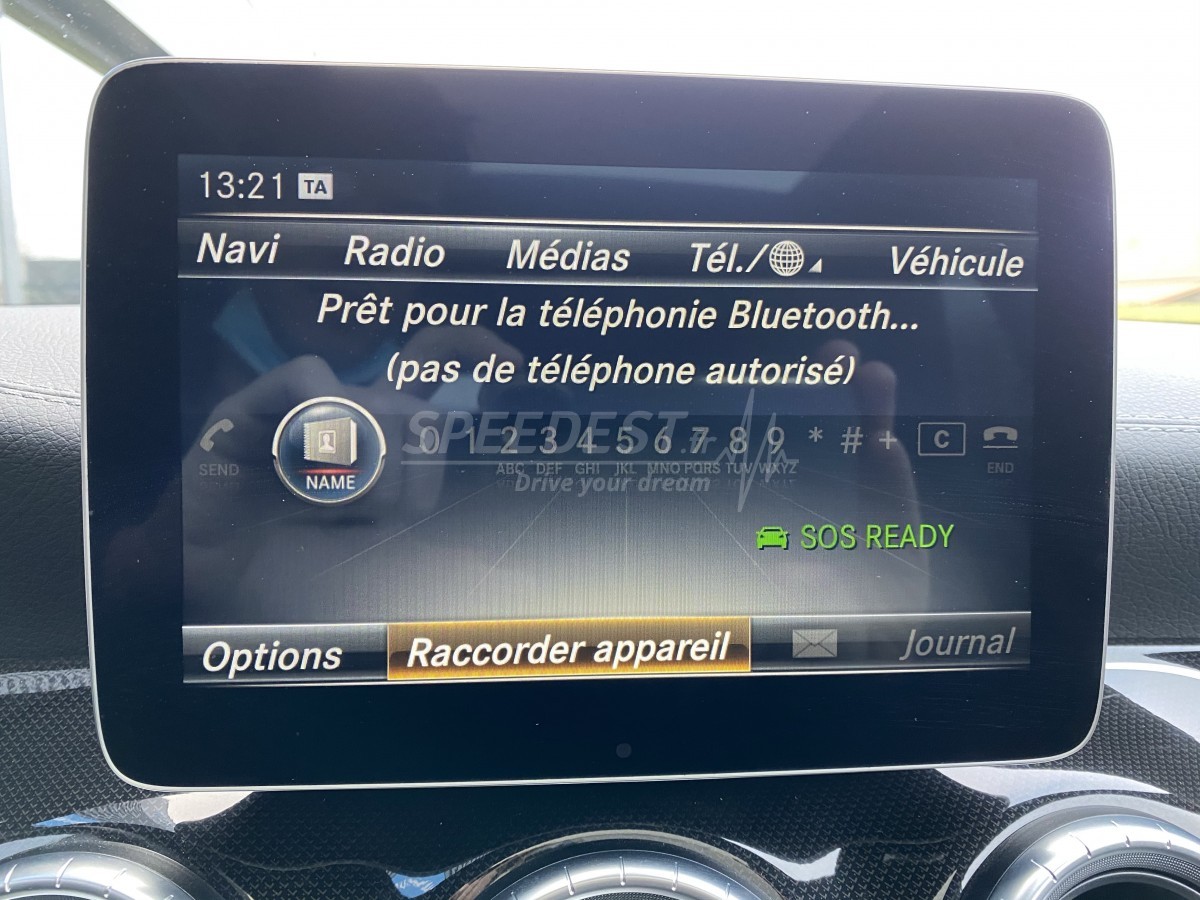 13:21 TA
Navi Radio Médias Tél./ Véhicule
Prêt pour la téléphonie Bluetooth...
(pas de téléphone autorisé)
SPEEDEST.fr
0 1 2 3 4 5 6 7 8 9 * # + C
SEND NAME ABC DEF GHI JKL MNO PQRS TUV WXYZ END
Drive your dream
SOS READY
Options Raccorder appareil Journal